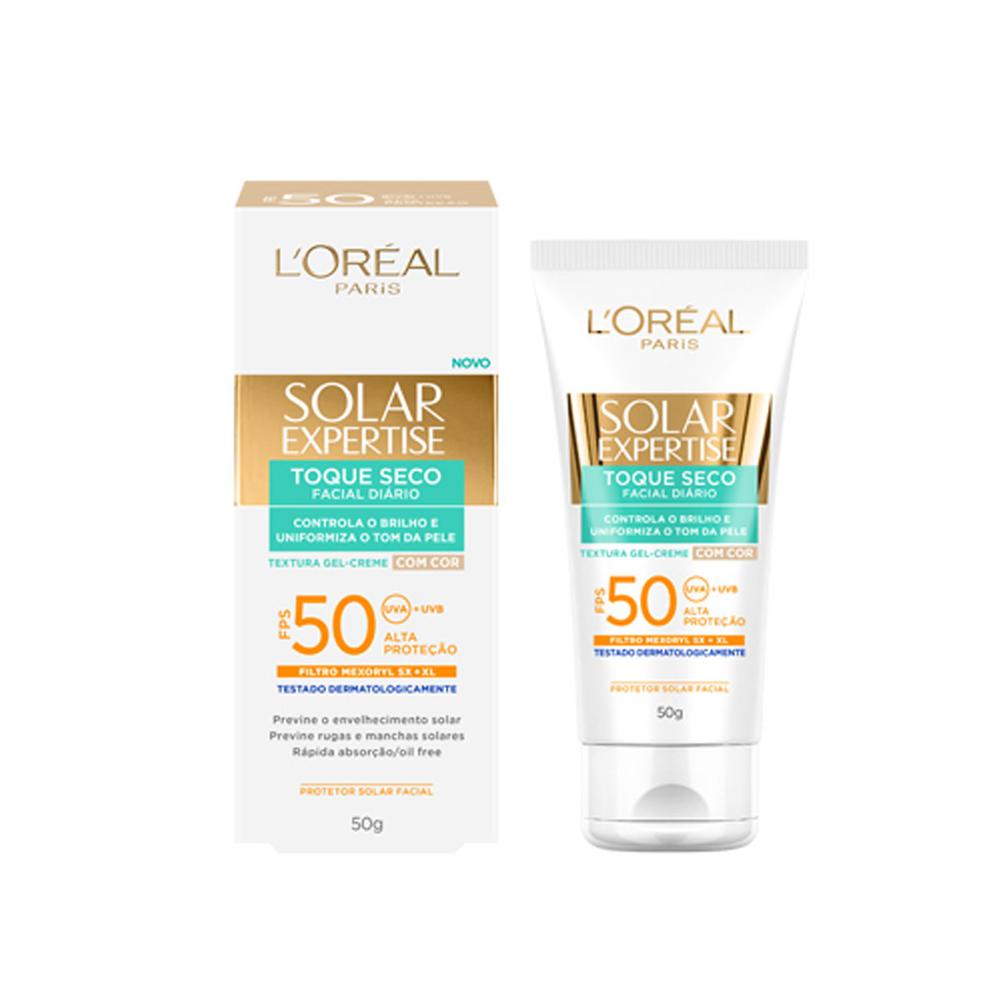 50
L'ORÉAL
PARIS
NOVO
SOLAR
EXPERTISE
TOQUE SECO
FACIAL DIÁRIO
CONTROLA O BRILHO E
UNIFORMIZA O TOM DA PELE
TEXTURA GEL-CREME COM COR
FPS 50 UVA + UVB
ALTA
PROTEÇÃO
FILTRO MEXORYL SX + XL
TESTADO DERMATOLOGICAMENTE
Previne o envelhecimento solar
Previne rugas e manchas solares
Rápida absorção/oil free
PROTETOR SOLAR FACIAL
50g
L'ORÉAL
PARIS
SOLAR
EXPERTISE
TOQUE SECO
FACIAL DIÁRIO
CONTROLA O BRILHO E
UNIFORMIZA O TOM DA PELE
TEXTURA GEL-CREME COM COR
FPS 50 UVA + UVB
ALTA
PROTEÇÃO
FILTRO MEXORYL SX + XL
TESTADO DERMATOLOGICAMENTE
PROTETOR SOLAR FACIAL
50g